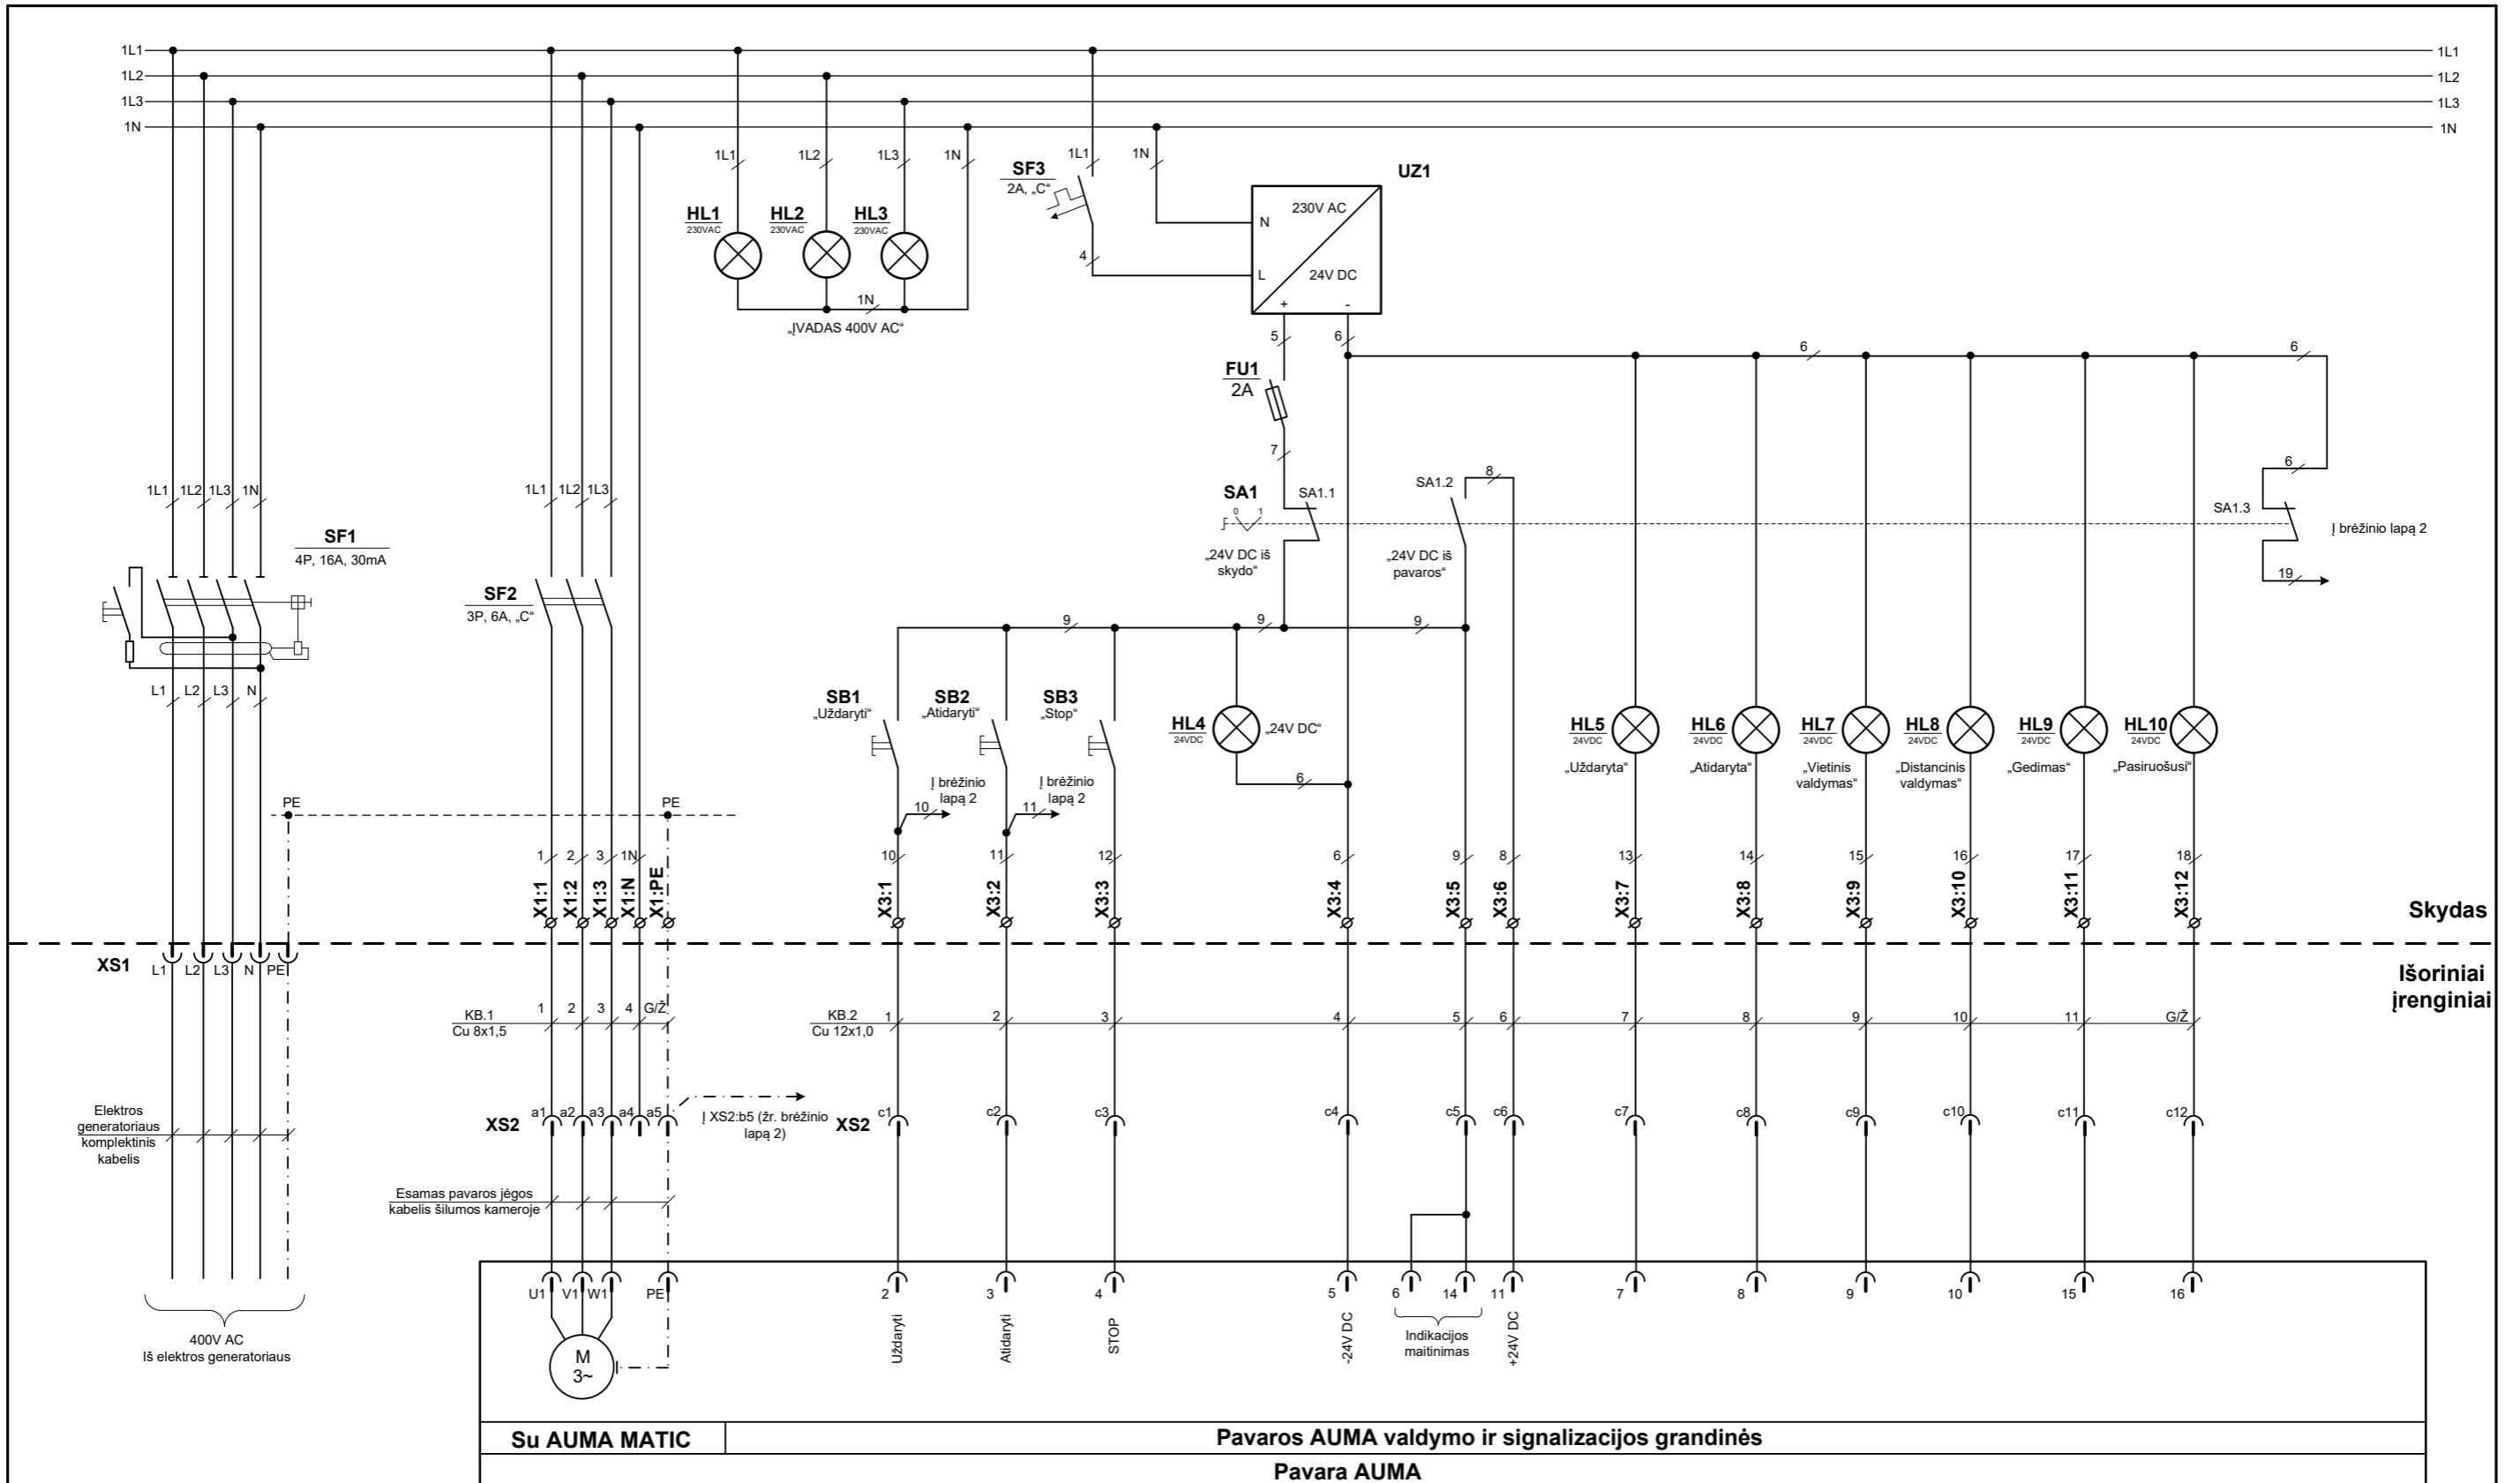 1L1 1L1
1L2 1L2
1L3 1L3
1N 1N
1L1 1L2 1L3 1N 1L1 1N
SF3
2A, „C“
UZ1
230V AC
N
L
24V DC
+ -
HL1
230VAC
HL2
230VAC
HL3
230VAC
4
1N
„ĮVADAS 400V AC“
5 6 6 6
FU1
2A
7
8
6
1L1 1L2 1L3 1N
1L1 1L2 1L3
SA1
0 1
SA1.1
SA1.2
SA1.3
Į brėžinio lapą 2
„24V DC iš
skydo“
„24V DC iš
pavaros“
19
SF1
4P, 16A, 30mA
SF2
3P, 6A, „C“
9 9 9
L1 L2 L3 N
SB1
„Uždaryti“
SB2
„Atidaryti“
SB3
„Stop“
HL4
24VDC
„24V DC“
HL5
24VDC
„Uždaryta“
HL6
24VDC
„Atidaryta“
HL7
24VDC
„Vietinis
valdymas“
HL8
24VDC
„Distancinis
valdymas“
HL9
24VDC
„Gedimas“
HL10
24VDC
„Pasiruošusi“
6
Į brėžinio
lapą 2
10
Į brėžinio
lapą 2
11
PE PE
1 2 3 1N 10 11 12 6 9 8 13 14 15 16 17 18
X1:1 X1:2 X1:3 X1:N X1:PE X3:1 X3:2 X3:3 X3:4 X3:5 X3:6 X3:7 X3:8 X3:9 X3:10 X3:11 X3:12
Skydas
XS1
L1 L2 L3 N PE
Išoriniai
įrenginiai
KB.1
Cu 8x1,5
1 2 3 4 G/Ž
KB.2
Cu 12x1,0
1 2 3 4 5 6 7 8 9 10 11 G/Ž
Elektros
generatoriaus
komplektinis
kabelis
XS2
a1 a2 a3 a4 a5
Į XS2:b5 (žr. brėžinio
lapą 2)
XS2
c1 c2 c3 c4 c5 c6 c7 c8 c9 c10 c11 c12
Esamas pavaros jėgos
kabelis šilumos kameroje
U1 V1 W1 PE 2 3 4 5 6 14 11 7 8 9 10 15 16
Uždaryti
Atidaryti
STOP
-24V DC
Indikacijos
maitinimas
+24V DC
400V AC
Iš elektros generatoriaus
M
3~
Su AUMA MATIC
Pavaros AUMA valdymo ir signalizacijos grandinės
Pavara AUMA